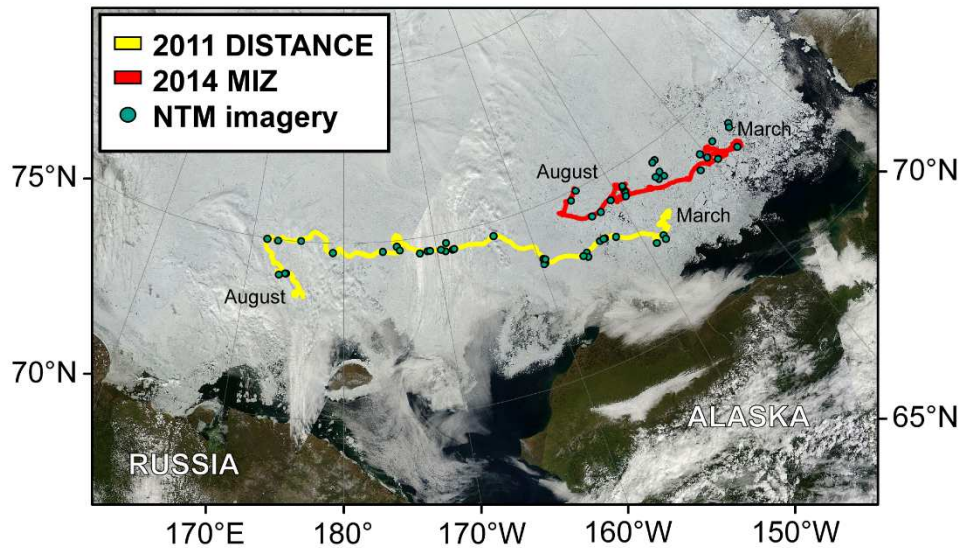 2011 DISTANCE
2014 MIZ
NTM imagery
March
August
75°N
70°N
March
August
70°N
65°N
ALASKA
RUSSIA
170°E
180°
170°W
160°W
150°W